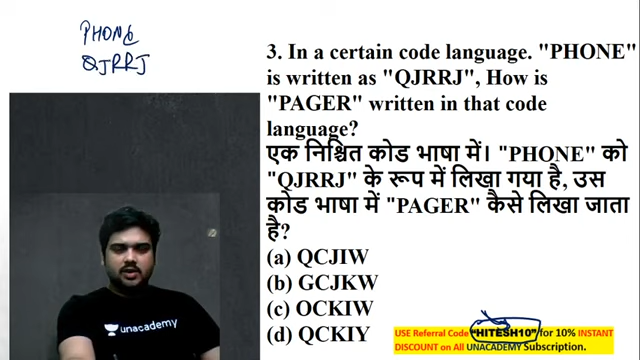 PHONE
QJRRJ
3. In a certain code language. "PHONE"
is written as "QJRRJ", How is
"PAGER" written in that code
language?
एक निश्चित कोड भाषा में। "PHONE" को
"QJRRJ" के रूप में लिखा गया है, उस
कोड भाषा में "PAGER" कैसे लिखा जाता
है?
(a) QCJIW
(b) GCJKW
(c) OCKIW
(d) QCKIY
unacademy
USE Referral Code "HITESH10" for 10% INSTANT
DISCOUNT on All UNACADEMY Subscription.